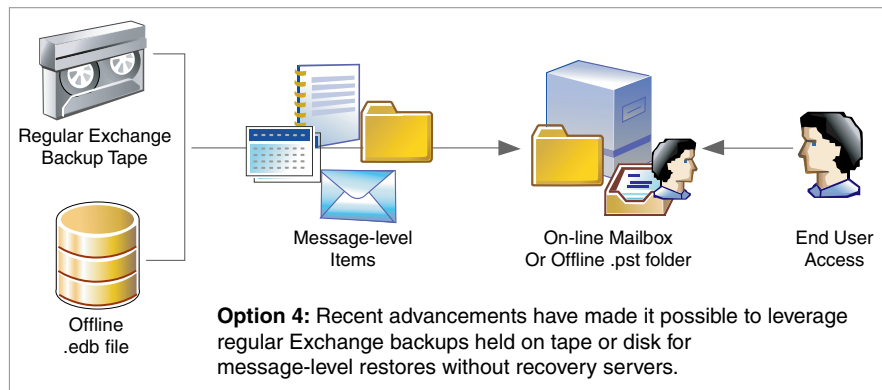 Regular Exchange
Backup Tape
Offline
.edb file
Message-level
Items
On-line Mailbox
Or Offline .pst folder
End User
Access
Option 4: Recent advancements have made it possible to leverage
regular Exchange backups held on tape or disk for
message-level restores without recovery servers.